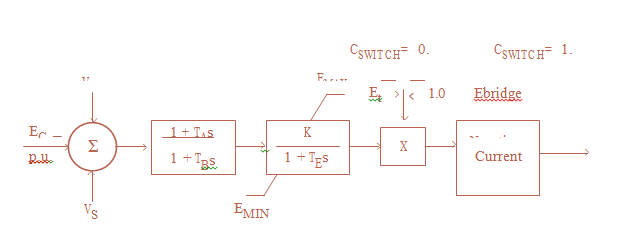 CSWITCH= 0.
CSWITCH= 1.
Et
1.0
Ebridge
EC
p.u.
Σ
1 + TAs
1 + TBs
K
1 + TEs
X
Current
VS
EMIN